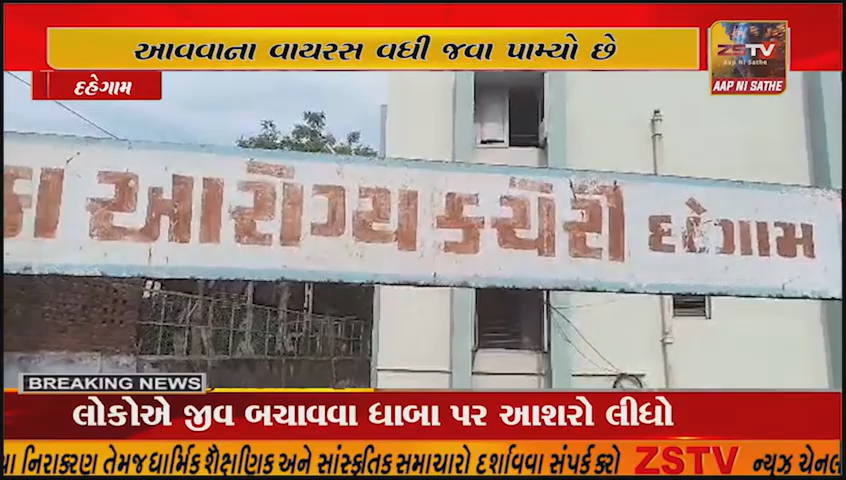 આવવાના વાયરસ વધી જવા પામ્યો છે
ZSTV
Aap Ni Sathe
AAP NI SATHE
દહેગામ
કા આરોગ્ય કચેરી દહેગામ
BREAKING NEWS
લોકોએ જીવ બચાવવા ધાબા પર આશરો લીધો
યા નિરાકરણ તેમજ ધાર્મિક શૈક્ષણિક અને સાંસ્કૃતિક સમાચારો દર્શાવવા સંપર્ક કરો ZSTV ન્યૂઝ ચેનલ